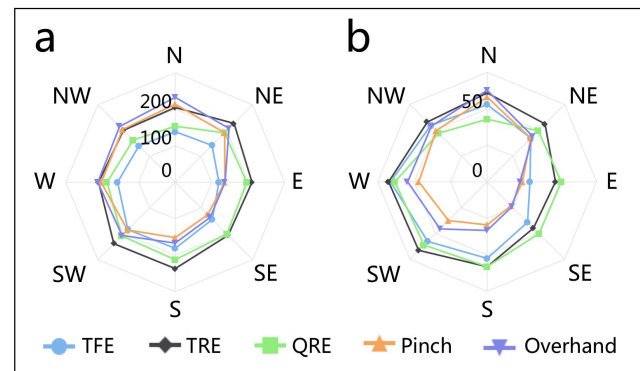 a
b
N
N
NW
200
NE
NW
50
NE
100
0
0
W
E
W
E
SW
SE
SW
SE
S
S
TFE
TRE
QRE
Pinch
Overhand